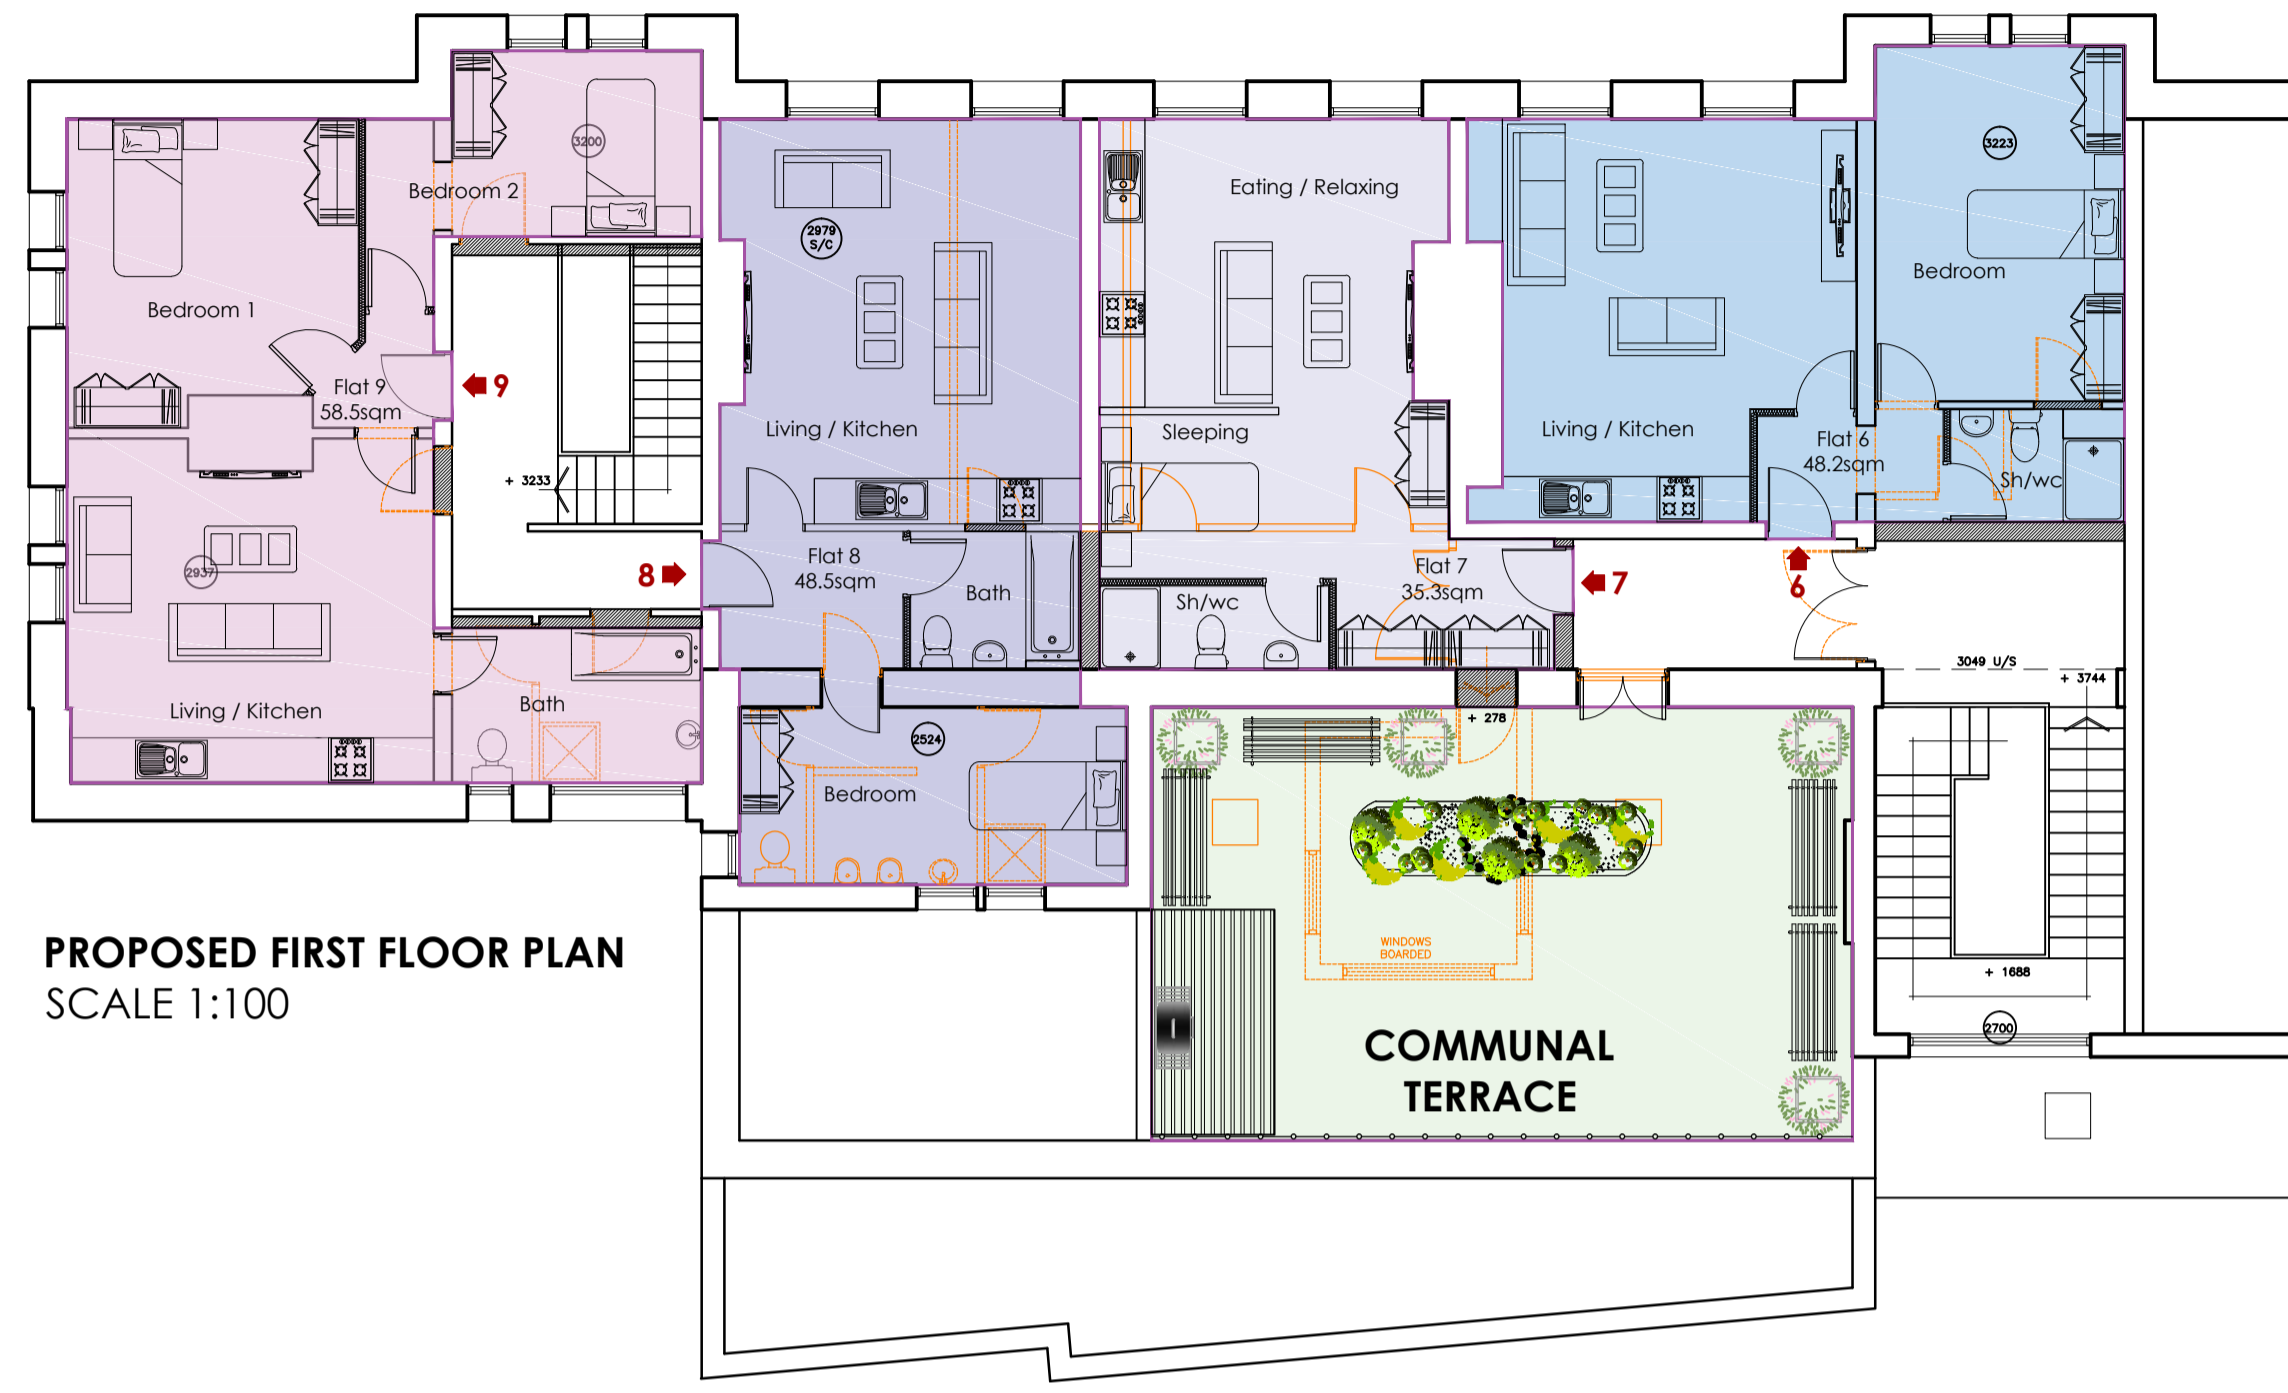 3200
3223
Bedroom 2
Eating / Relaxing
2979
S/C
Bedroom
Bedroom 1
Flat 9
58.5sqm
9
Living / Kitchen
Sleeping
Living / Kitchen
Flat 6
48.2sqm
Sh/wc
+ 3233
2937
8
Flat 8
48.5sqm
Bath
Sh/wc
Flat 7
35.3sqm
7
6
3049 U/S
+ 3744
Living / Kitchen
Bath
2524
+ 278
Bedroom
WINDOWS
BOARDED
+ 1688
2700
COMMUNAL
TERRACE
PROPOSED FIRST FLOOR PLAN
SCALE 1:100